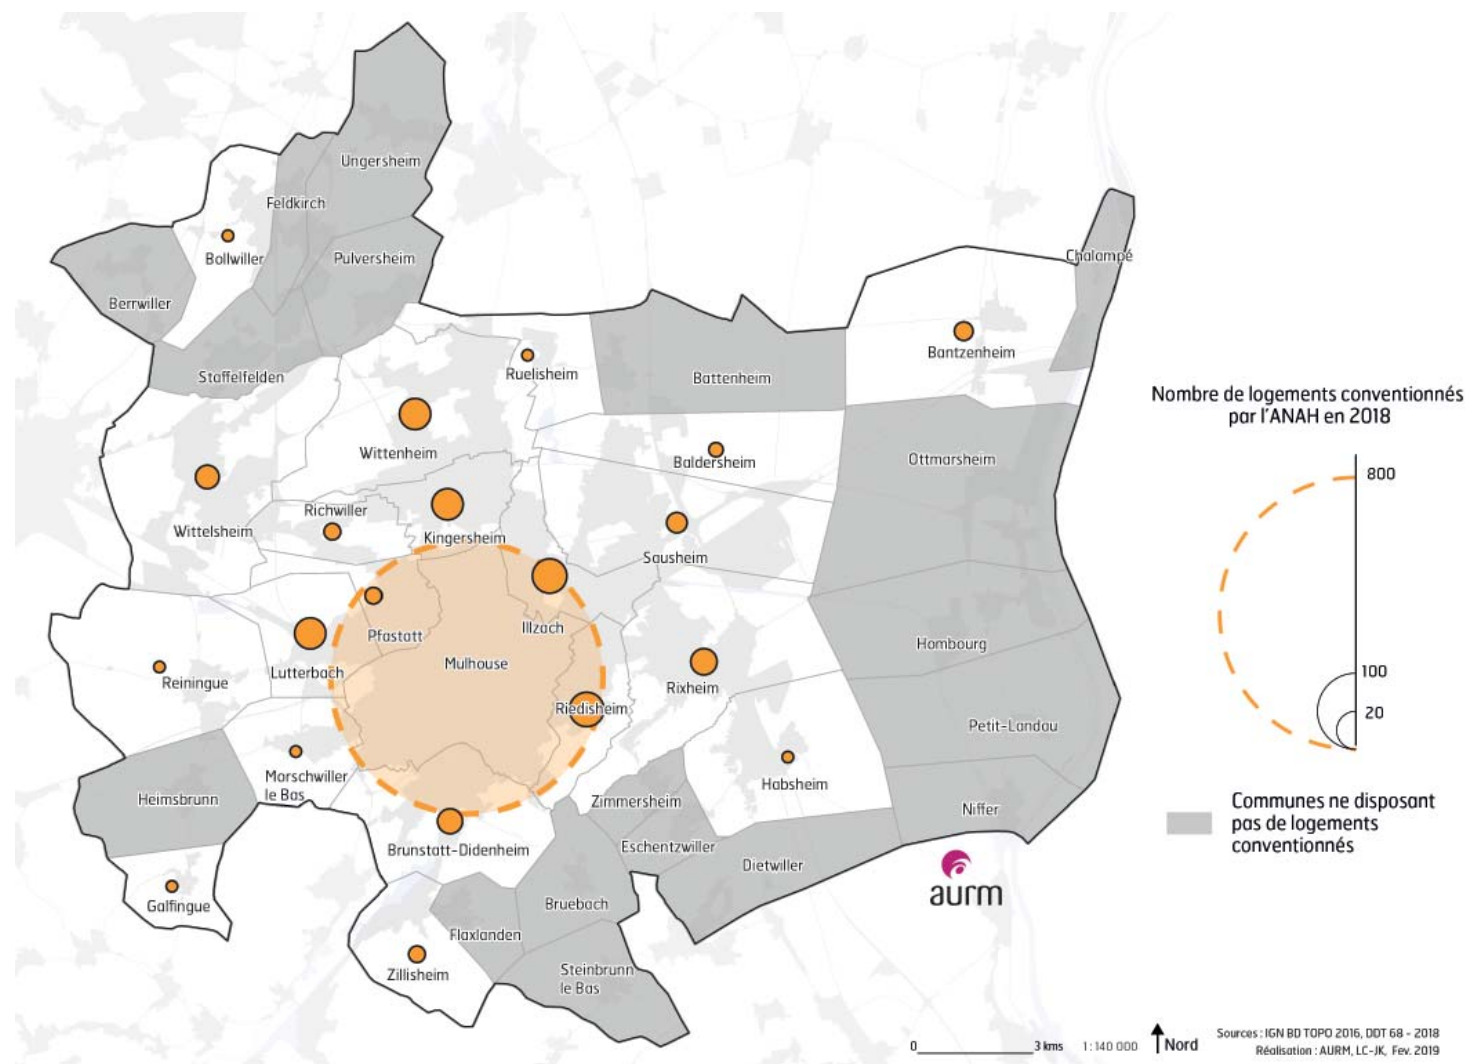 Ungersheim
Feldkirch
Bollwiller
Pulversheim
Chalampé
Berrwiller
Bantzenheim
Ruelisheim
Staffelfelden
Battenheim
Nombre de logements conventionnés
par l'ANAH en 2018
Wittenheim
Baldersheim
Ottmarsheim
800
Richwiller
Wittelsheim
Kingersheim
Sausheim
Pfastatt
Illzach
Hombourg
Mulhouse
Lutterbach
Reiningue
Rixheim
100
Riedisheim
20
Petit-Landau
Morschwiller
le Bas
Habsheim
Heimsbrunn
Zimmersheim
Niffer
Communes ne disposant
pas de logements
conventionnés
Brunstatt-Didenheim
Eschentzwiller
Dietwiller
aurm
Galfingue
Bruebach
Flaxlanden
Zillisheim
Steinbrunn
le Bas
0 3 kms 1:140 000 Nord
Sources : IGN BD TOPO 2016, DDT 68 - 2018
Réalisation : AURM, LC-JK, Fev. 2019